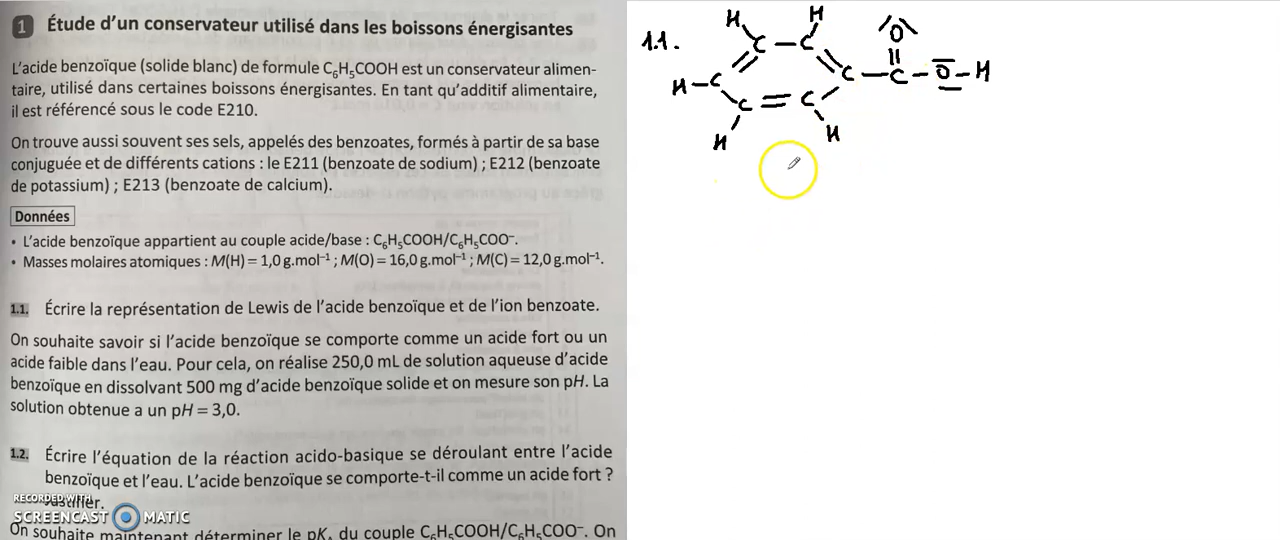 1 Étude d'un conservateur utilisé dans les boissons énergisantes
L'acide benzoïque (solide blanc) de formule C₆H₅COOH est un conservateur alimen-
taire, utilisé dans certaines boissons énergisantes. En tant qu'additif alimentaire,
il est référencé sous le code E210.
On trouve aussi souvent ses sels, appelés des benzoates, formés à partir de sa base
conjuguée et de différents cations : le E211 (benzoate de sodium) ; E212 (benzoate
de potassium) ; E213 (benzoate de calcium).
Données
• L'acide benzoïque appartient au couple acide/base : C₆H₅COOH/C₆H₅COO⁻.
• Masses molaires atomiques : M(H) = 1,0 g.mol⁻¹ ; M(O) = 16,0 g.mol⁻¹ ; M(C) = 12,0 g.mol⁻¹.
1.1. Écrire la représentation de Lewis de l'acide benzoïque et de l'ion benzoate.
On souhaite savoir si l'acide benzoïque se comporte comme un acide fort ou un
acide faible dans l'eau. Pour cela, on réalise 250,0 mL de solution aqueuse d'acide
benzoïque en dissolvant 500 mg d'acide benzoïque solide et on mesure son pH. La
solution obtenue a un pH = 3,0.
1.2. Écrire l'équation de la réaction acido-basique se déroulant entre l'acide
benzoïque et l'eau. L'acide benzoïque se comporte-t-il comme un acide fort ?
RECORDED WITH
SCREENCAST MATIC
On souhaite maintenant déterminer le pKₐ du couple C₆H₅COOH/C₆H₅COO⁻. On
1.1.
H H O
C – C
H – C C – C – O – H
C = C
H H